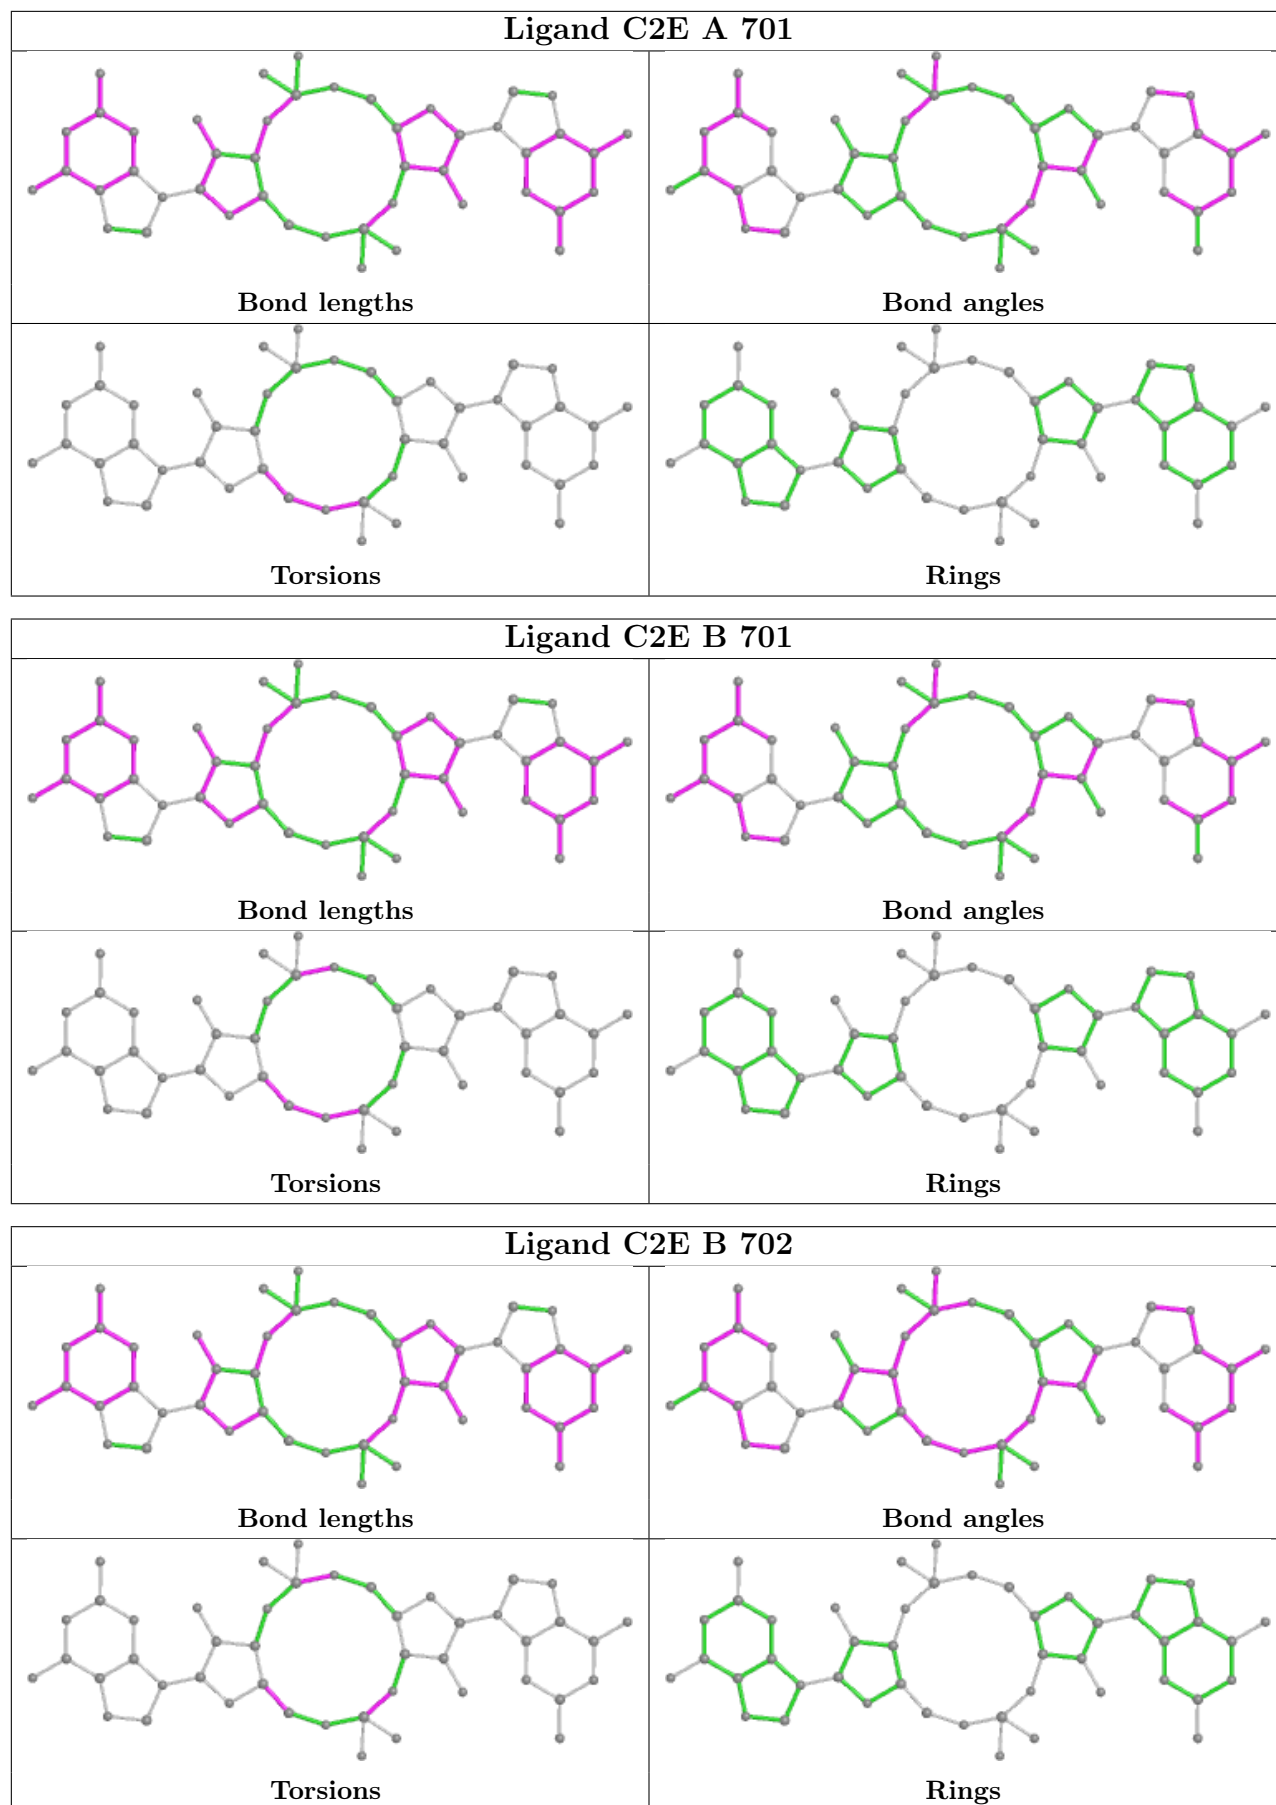 Ligand C2E A 701
Bond lengths
Bond angles
Torsions
Rings
Ligand C2E B 701
Bond lengths
Bond angles
Torsions
Rings
Ligand C2E B 702
Bond lengths
Bond angles
Torsions
Rings